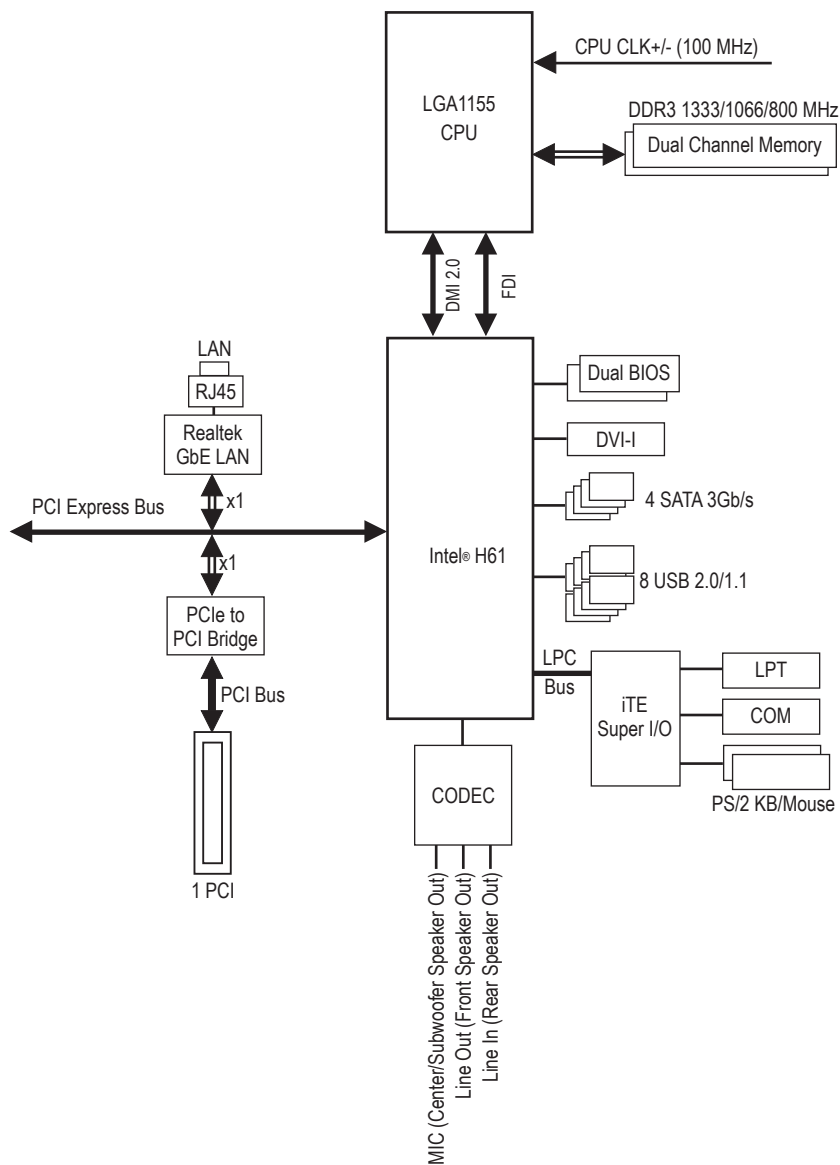 CPU CLK+/- (100 MHz)
LGA1155
CPU
DDR3 1333/1066/800 MHz
Dual Channel Memory
DMI 2.0
FDI
LAN
RJ45
Realtek
GbE LAN
x1
PCI Express Bus
x1
PCIe to
PCI Bridge
PCI Bus
1 PCI
Intel® H61
Dual BIOS
DVI-I
4 SATA 3Gb/s
8 USB 2.0/1.1
LPC
Bus
iTE
Super I/O
LPT
COM
PS/2 KB/Mouse
CODEC
MIC (Center/Subwoofer Speaker Out)
Line Out (Front Speaker Out)
Line In (Rear Speaker Out)